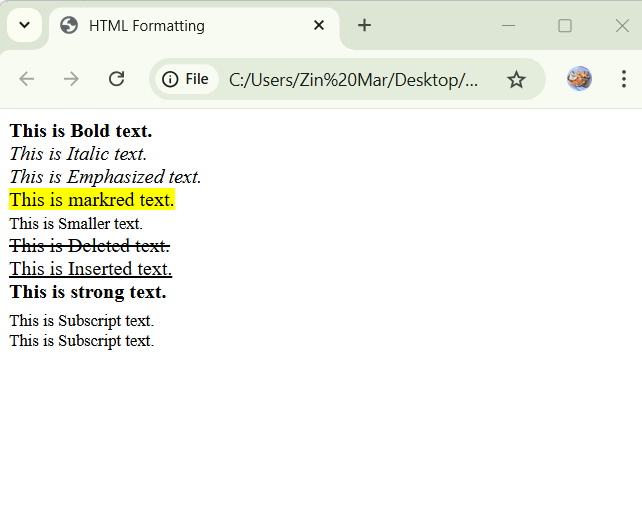 HTML Formatting
File C:/Users/Zin%20Mar/Desktop/...
This is Bold text.
This is Italic text.
This is Emphasized text.
This is markred text.
This is Smaller text.
This is Deleted text.
This is Inserted text.
This is strong text.
This is Subscript text.
This is Subscript text.